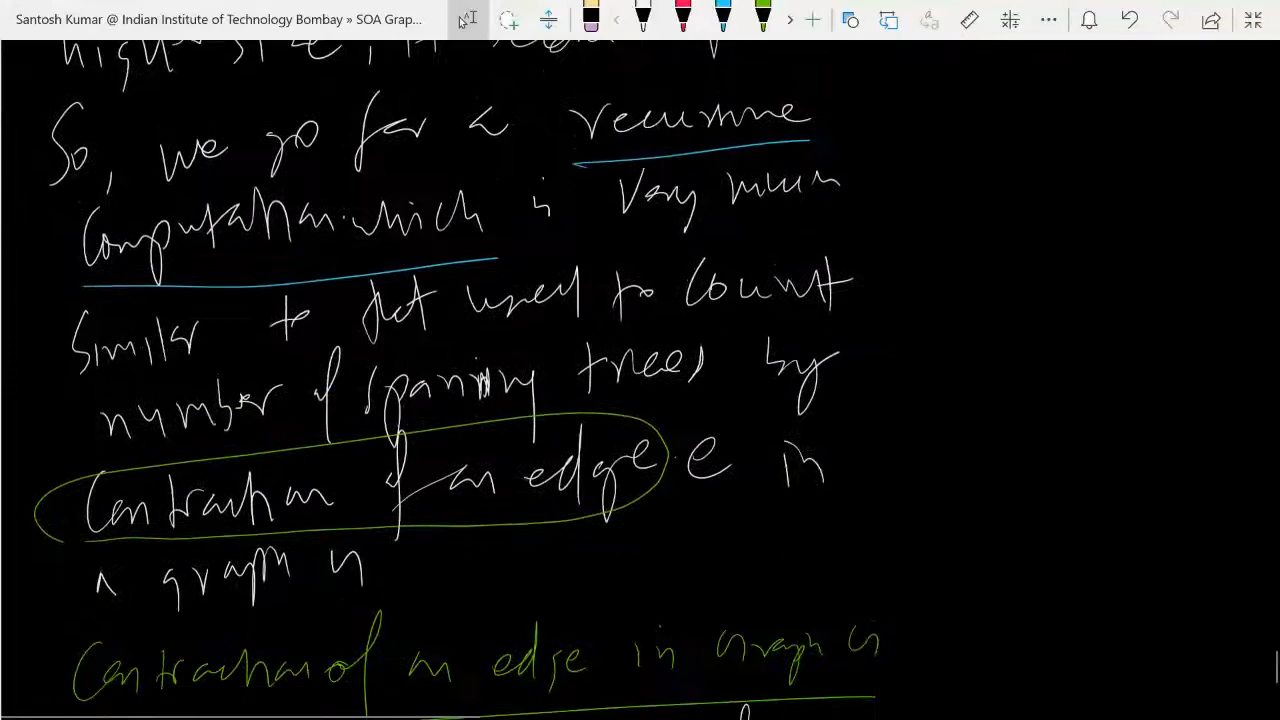 Santosh Kumar @ Indian Institute of Technology Bombay » SOA Grap...
So, we go for a recursive
Computation which is very much
Similar to that used to count
number of spanning trees by
Contraction of an edge e in
a graph G
Contraction of an edge in graph G